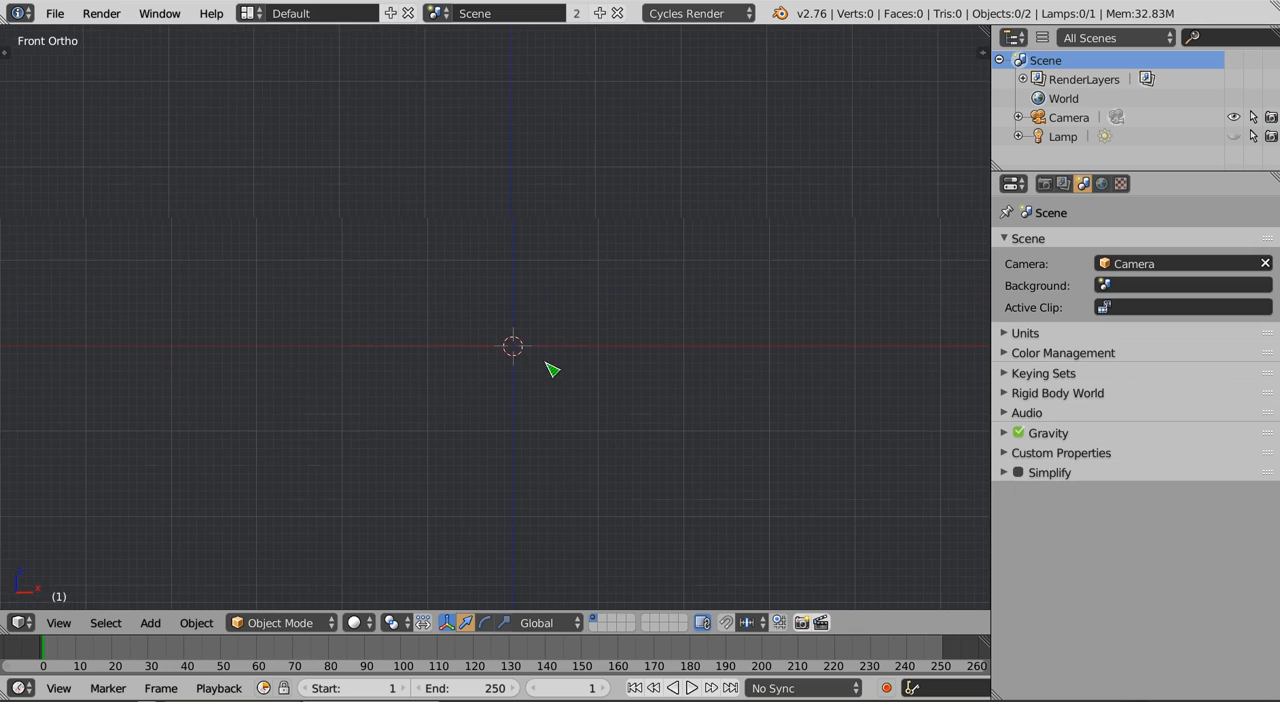 File Render Window Help Default Scene 2 Cycles Render v2.76 | Verts:0 | Faces:0 | Tris:0 | Objects:0/2 | Lamps:0/1 | Mem:32.83M
Front Ortho
All Scenes
Scene
RenderLayers
World
Camera
Lamp
Scene
Scene
Camera: Camera
Background:
Active Clip:
Units
Color Management
Keying Sets
Rigid Body World
Audio
Gravity
Custom Properties
Simplify
x
(1)
View Select Add Object Object Mode Global
0 10 20 30 40 50 60 70 80 90 100 110 120 130 140 150 160 170 180 190 200 210 220 230 240 250 260
View Marker Frame Playback Start: 1 End: 250 1 No Sync